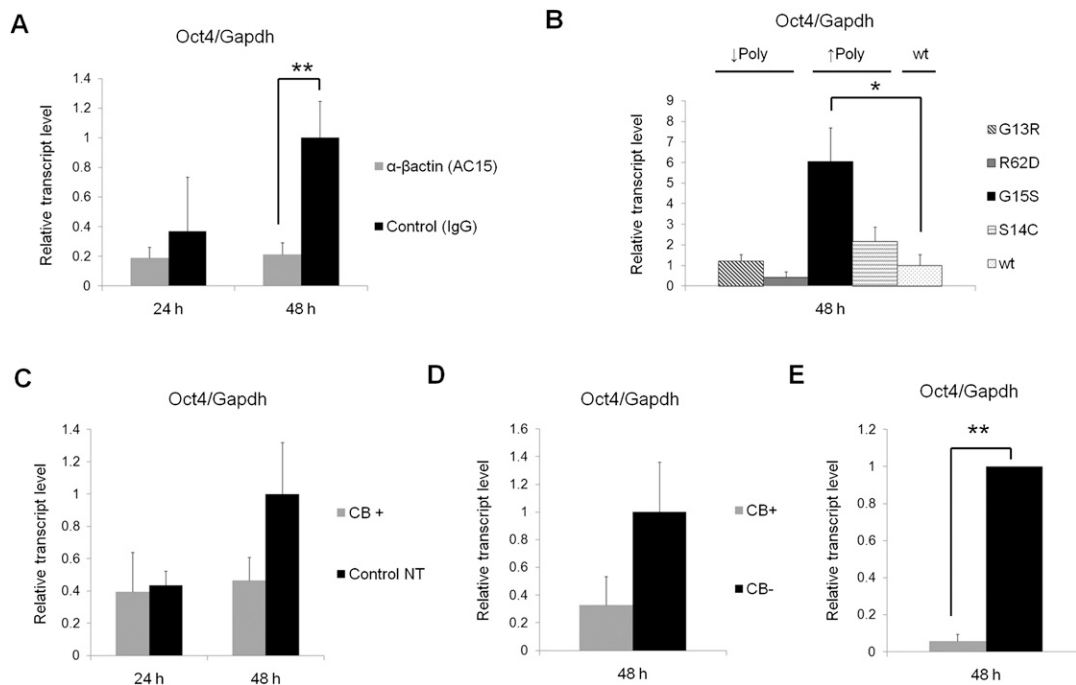 A
Oct4/Gapdh
Relative transcript level
1.4
1.2
1
0.8
0.6
0.4
0.2
0
**
24 h
48 h
α-βactin (AC15)
Control (IgG)
B
Oct4/Gapdh
↓Poly
↑Poly
wt
Relative transcript level
9
8
7
6
5
4
3
2
1
0
*
48 h
G13R
R62D
G15S
S14C
wt
C
Oct4/Gapdh
Relative transcript level
1.4
1.2
1
0.8
0.6
0.4
0.2
0
24 h
48 h
CB +
Control NT
D
Oct4/Gapdh
Relative transcript level
1.6
1.4
1.2
1
0.8
0.6
0.4
0.2
0
48 h
CB+
CB-
E
Oct4/Gapdh
Relative transcript level
1.2
1
0.8
0.6
0.4
0.2
0
**
48 h